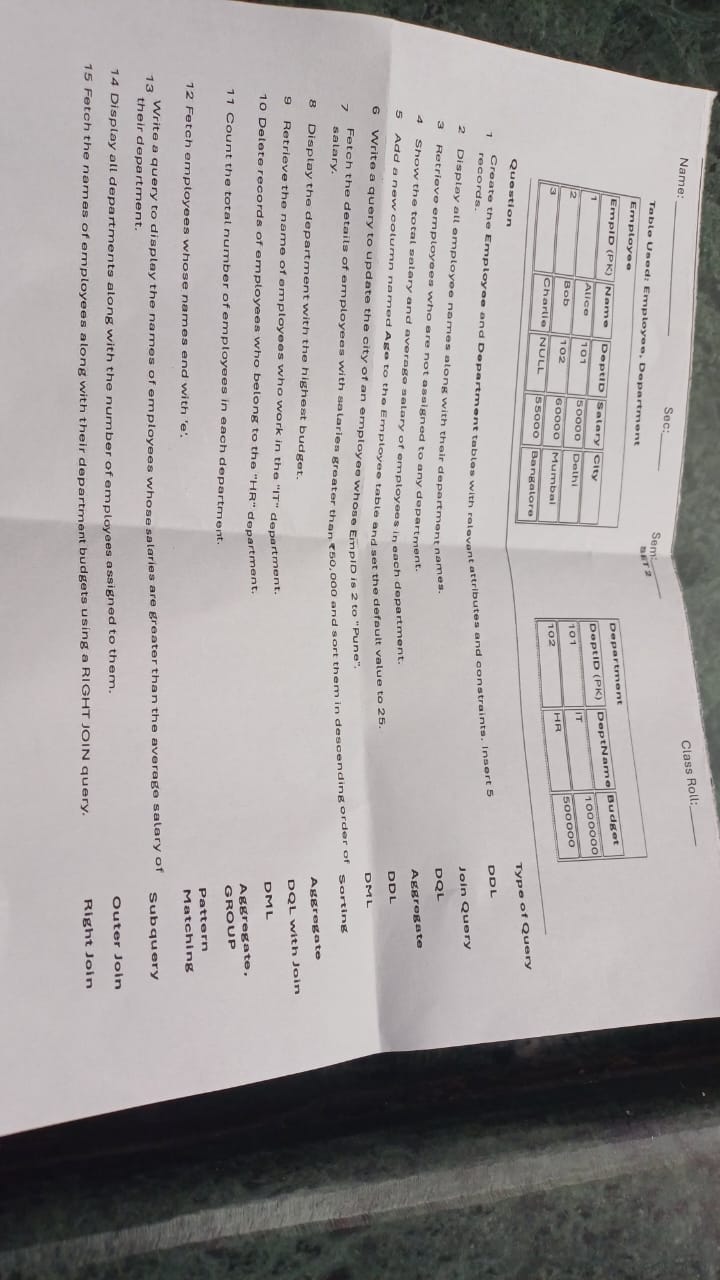 Name: ____________ Sec:_____ Sem:_____ Class Roll:_____
SET 2
Table Used: Employee, Department
Employee
EmpID (PK) Name DeptID Salary City
1 Alice 101 50000 Delhi
2 Bob 102 60000 Mumbai
3 Charlie NULL 55000 Bangalore
Department
DeptID (PK) DeptName Budget
101 IT 1000000
102 HR 500000
Question Type of Query
1 Create the Employee and Department tables with relevant attributes and constraints. Insert 5 DDL
records.
2 Display all employee names along with their department names. Join Query
3 Retrieve employees who are not assigned to any department. DQL
4 Show the total salary and average salary of employees in each department. Aggregate
5 Add a new column named Age to the Employee table and set the default value to 25. DDL
6 Write a query to update the city of an employee whose EmpID is 2 to "Pune". DML
7 Fetch the details of employees with salaries greater than ₹50,000 and sort them in descending order of Sorting
salary.
8 Display the department with the highest budget. Aggregate
9 Retrieve the name of employees who work in the "IT" department. DQL with Join
10 Delete records of employees who belong to the "HR" department. DML
11 Count the total number of employees in each department. Aggregate,
GROUP
12 Fetch employees whose names end with 'e'. Pattern
Matching
13 Write a query to display the names of employees whose salaries are greater than the average salary of Subquery
their department.
14 Display all departments along with the number of employees assigned to them. Outer Join
15 Fetch the names of employees along with their department budgets using a RIGHT JOIN query. Right Join